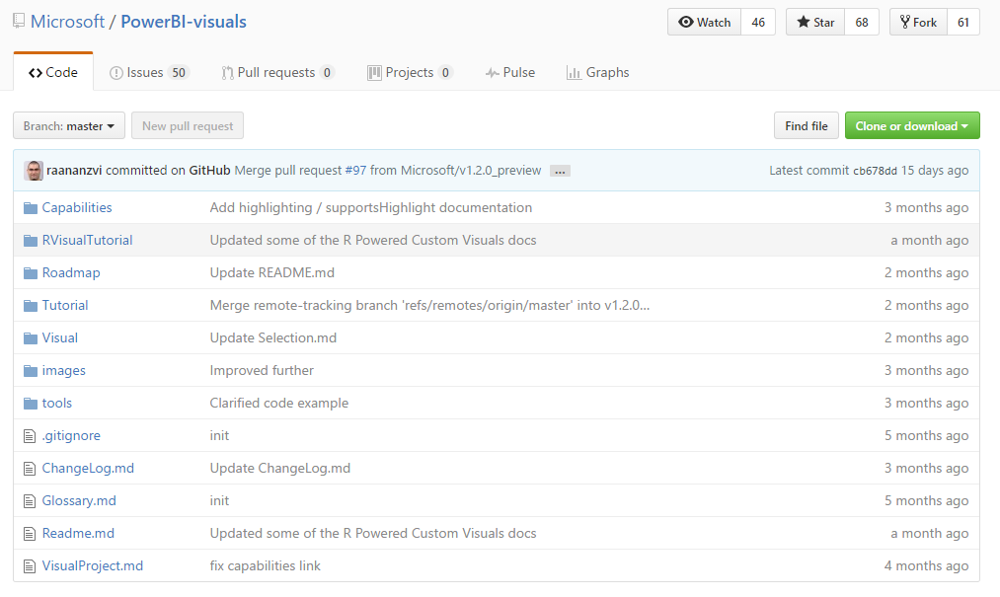 Microsoft / PowerBI-visuals Watch 46 Star 68 Fork 61
Code Issues 50 Pull requests 0 Projects 0 Pulse Graphs
Branch: master New pull request Find file Clone or download
raananzvi committed on GitHub Merge pull request #97 from Microsoft/v1.2.0_preview ... Latest commit cb678dd 15 days ago
Capabilities Add highlighting / supportsHighlight documentation 3 months ago
RVisualTutorial Updated some of the R Powered Custom Visuals docs a month ago
Roadmap Update README.md 2 months ago
Tutorial Merge remote-tracking branch 'refs/remotes/origin/master' into v1.2.0... 2 months ago
Visual Update Selection.md 2 months ago
images Improved further 3 months ago
tools Clarified code example 3 months ago
.gitignore init 5 months ago
ChangeLog.md Update ChangeLog.md 3 months ago
Glossary.md init 5 months ago
Readme.md Updated some of the R Powered Custom Visuals docs a month ago
VisualProject.md fix capabilities link 4 months ago